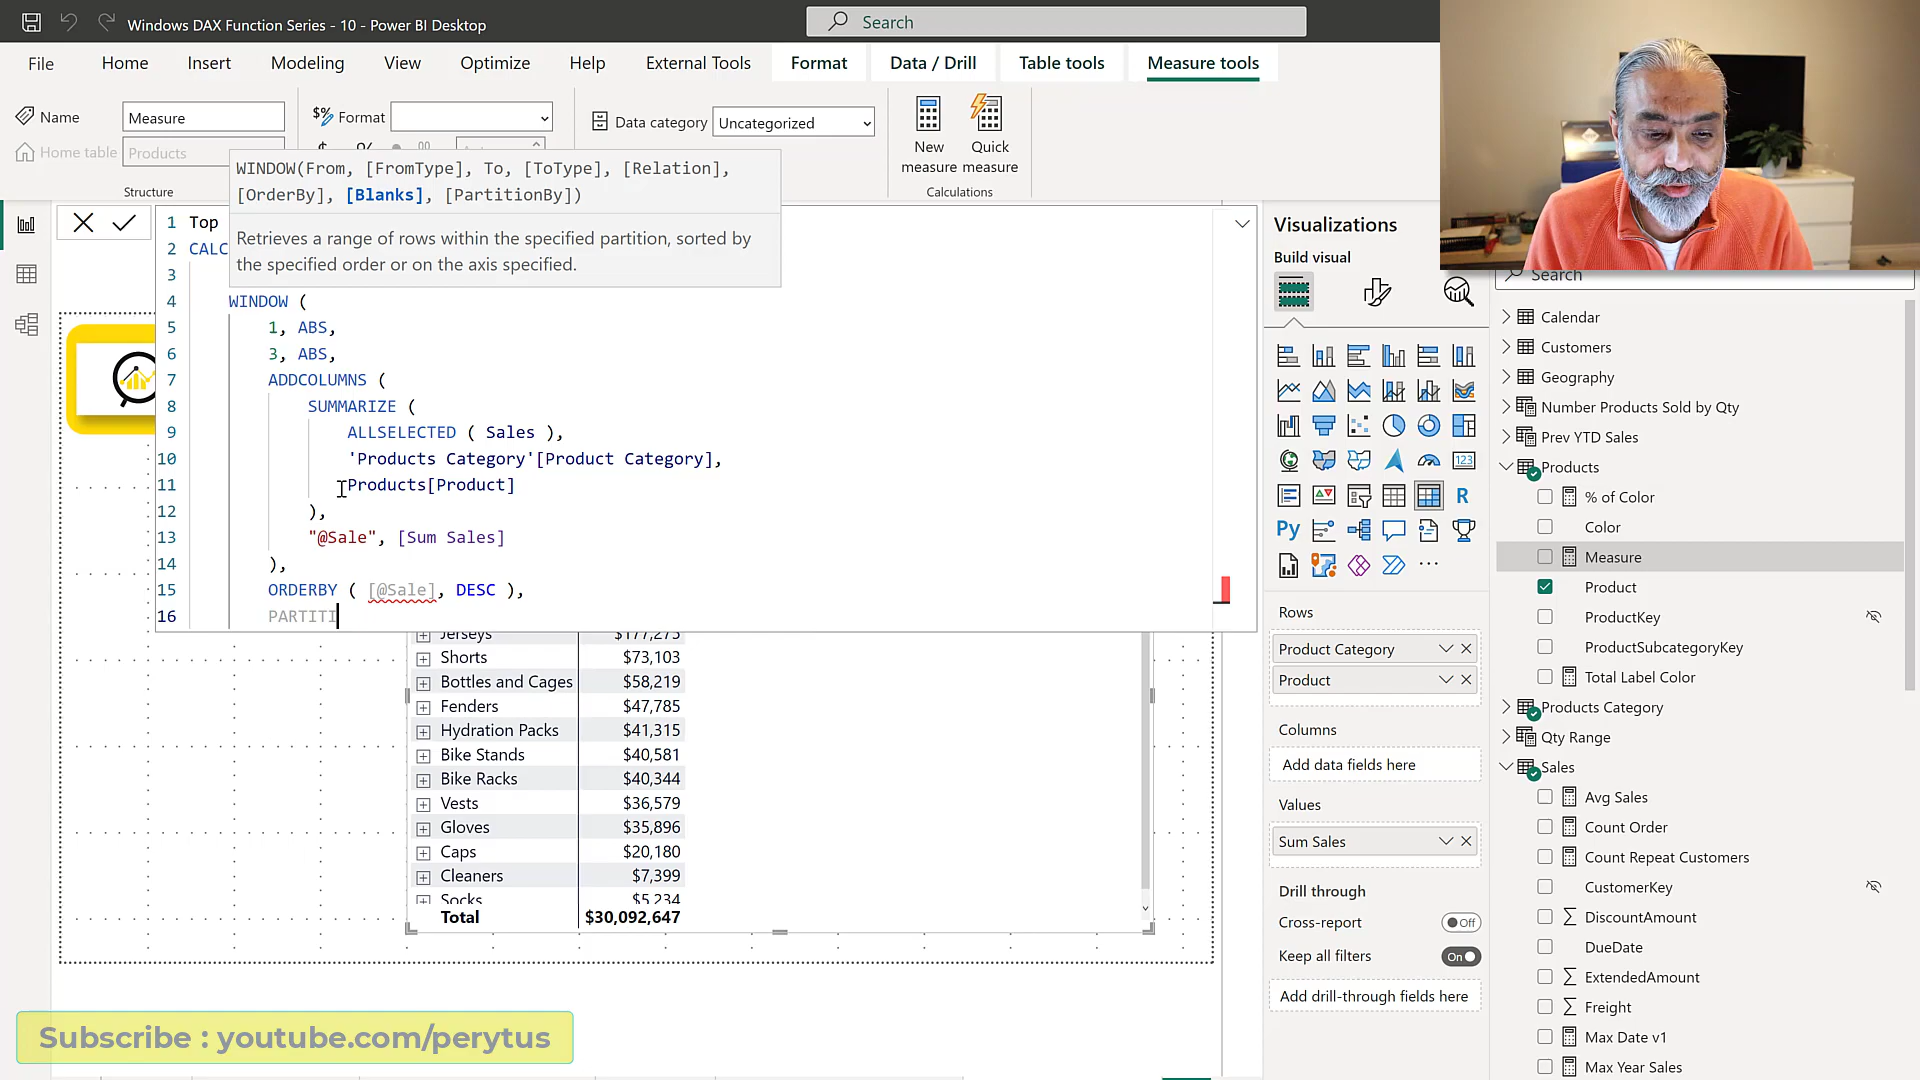 Windows DAX Function Series - 10 - Power BI Desktop
Search
File
Home
Insert
Modeling
View
Optimize
Help
External Tools
Format
Data / Drill
Table tools
Measure tools
Name
Measure
Home table
Products
Structure
Format
Data category
Uncategorized
New measure
Quick measure
Calculations
WINDOW(From, [FromType], To, [ToType], [Relation],
[OrderBy], [Blanks], [PartitionBy])
Retrieves a range of rows within the specified partition, sorted by
the specified order or on the axis specified.
1 Top
2 CALC
3
4 WINDOW (
5 1, ABS,
6 3, ABS,
7 ADDCOLUMNS (
8 SUMMARIZE (
9 ALLSELECTED ( Sales ),
10 'Products Category'[Product Category],
11 Products[Product]
12 ),
13 "@Sale", [Sum Sales]
14 ),
15 ORDERBY ( [@Sale], DESC ),
16 PARTITI
Jerseys $177,273
Shorts $73,103
Bottles and Cages $58,219
Fenders $47,785
Hydration Packs $41,315
Bike Stands $40,581
Bike Racks $40,344
Vests $36,579
Gloves $35,896
Caps $20,180
Cleaners $7,399
Socks $5,234
Total $30,092,647
Subscribe : youtube.com/perytus
Visualizations
Build visual
123
R
Py
Rows
Product Category
Product
Columns
Add data fields here
Values
Sum Sales
Drill through
Cross-report
Off
Keep all filters
On
Add drill-through fields here
Search
Calendar
Customers
Geography
Number Products Sold by Qty
Prev YTD Sales
Products
% of Color
Color
Measure
Product
ProductKey
ProductSubcategoryKey
Total Label Color
Products Category
Qty Range
Sales
Avg Sales
Count Order
Count Repeat Customers
CustomerKey
DiscountAmount
DueDate
ExtendedAmount
Freight
Max Date v1
Max Year Sales